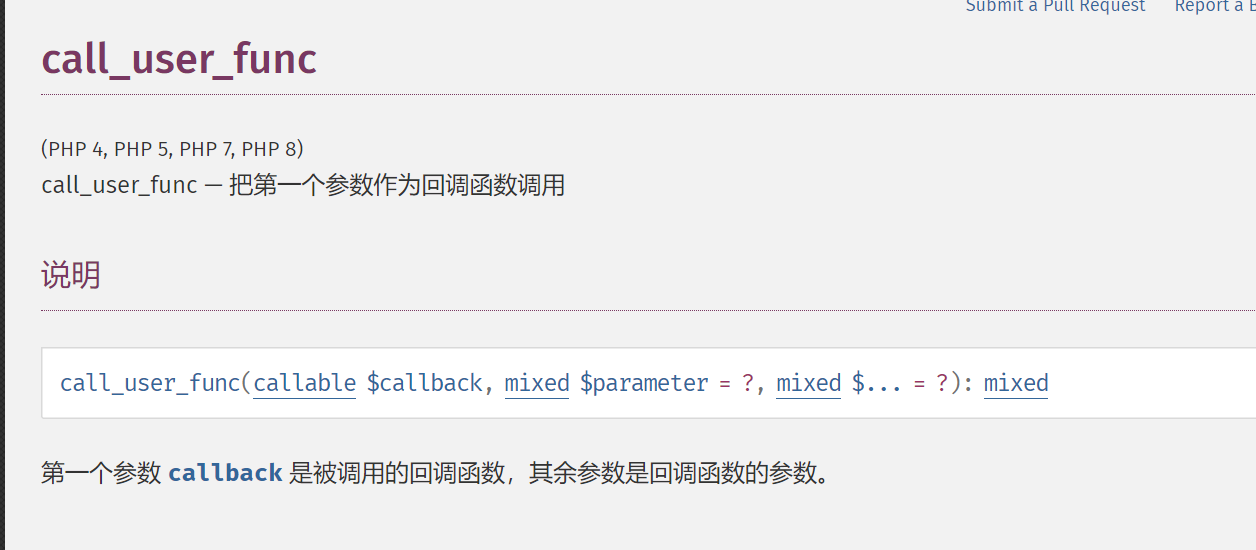 Submit a Pull Request Report a B
call_user_func
(PHP 4, PHP 5, PHP 7, PHP 8)
call_user_func — 把第一个参数作为回调函数调用
说明
call_user_func(callable $callback, mixed $parameter = ?, mixed $... = ?): mixed
第一个参数 callback 是被调用的回调函数，其余参数是回调函数的参数。